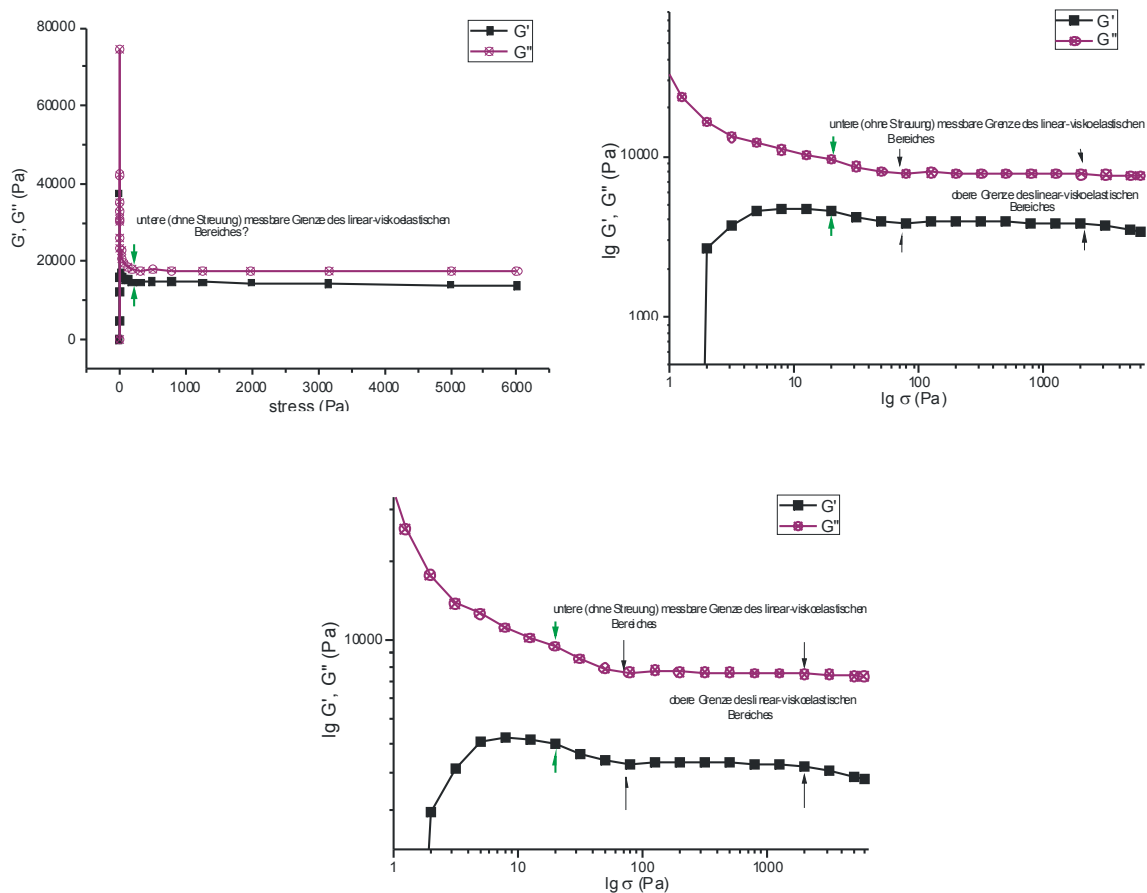 80000
60000
40000
20000
0
G', G'' (Pa)
G'
G''
untere (ohne Streuung) messbare Grenze des linear-viskoelastischen
Bereiches?
0 1000 2000 3000 4000 5000 6000
stress (Pa)
10000
1000
lg G', G'' (Pa)
G'
G''
untere (ohne Streuung) messbare Grenze des linear-viskoelastischen
Bereiches
obere Grenze des linear-viskoelastischen
Bereiches
1 10 100 1000
lg σ (Pa)
10000
lg G', G'' (Pa)
G'
G''
untere (ohne Streuung) messbare Grenze des linear-viskoelastischen
Bereiches
obere Grenze des linear-viskoelastischen
Bereiches
1 10 100 1000
lg σ (Pa)